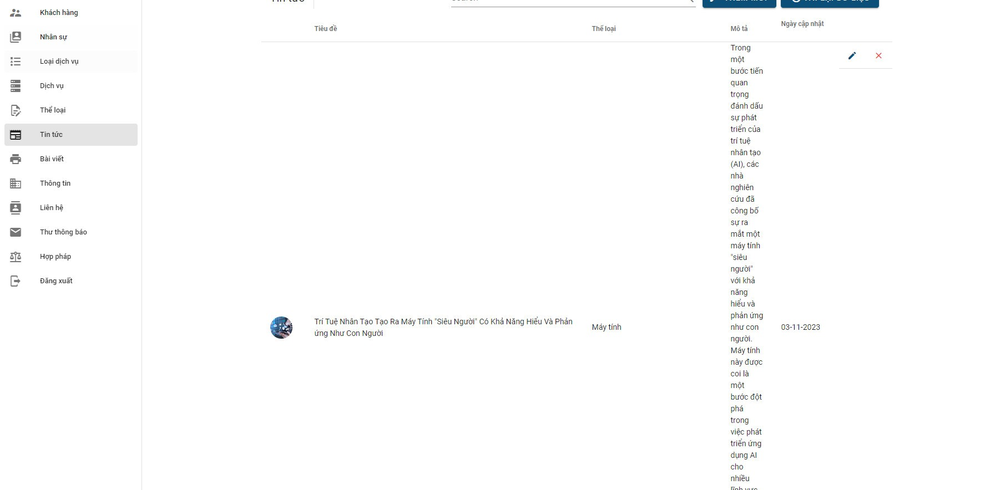 Khách hàng
Nhân sự
Loại dịch vụ
Dịch vụ
Thể loại
Tin tức
Bài viết
Thông tin
Liên hệ
Thư thông báo
Hợp pháp
Đăng xuất
Tin tức
Tiêu đề
Thể loại
Mô tả
Ngày cập nhật
Trí Tuệ Nhân Tạo Tạo Ra Máy Tính "Siêu Người" Có Khả Năng Hiểu Và Phản
ứng Như Con Người
Máy tính
Trong
một
bước tiến
quan
trọng
đánh dấu
sự phát
triển của
trí tuệ
nhân tạo
(AI), các
nhà
nghiên
cứu đã
công bố
sự ra
mắt một
máy tính
"siêu
người"
với khả
năng
hiểu và
phản ứng
như con
người.
Máy tính
này được
coi là
một
bước đột
phá
trong
việc phát
triển ứng
dụng AI
cho
nhiều
lĩnh vực
03-11-2023